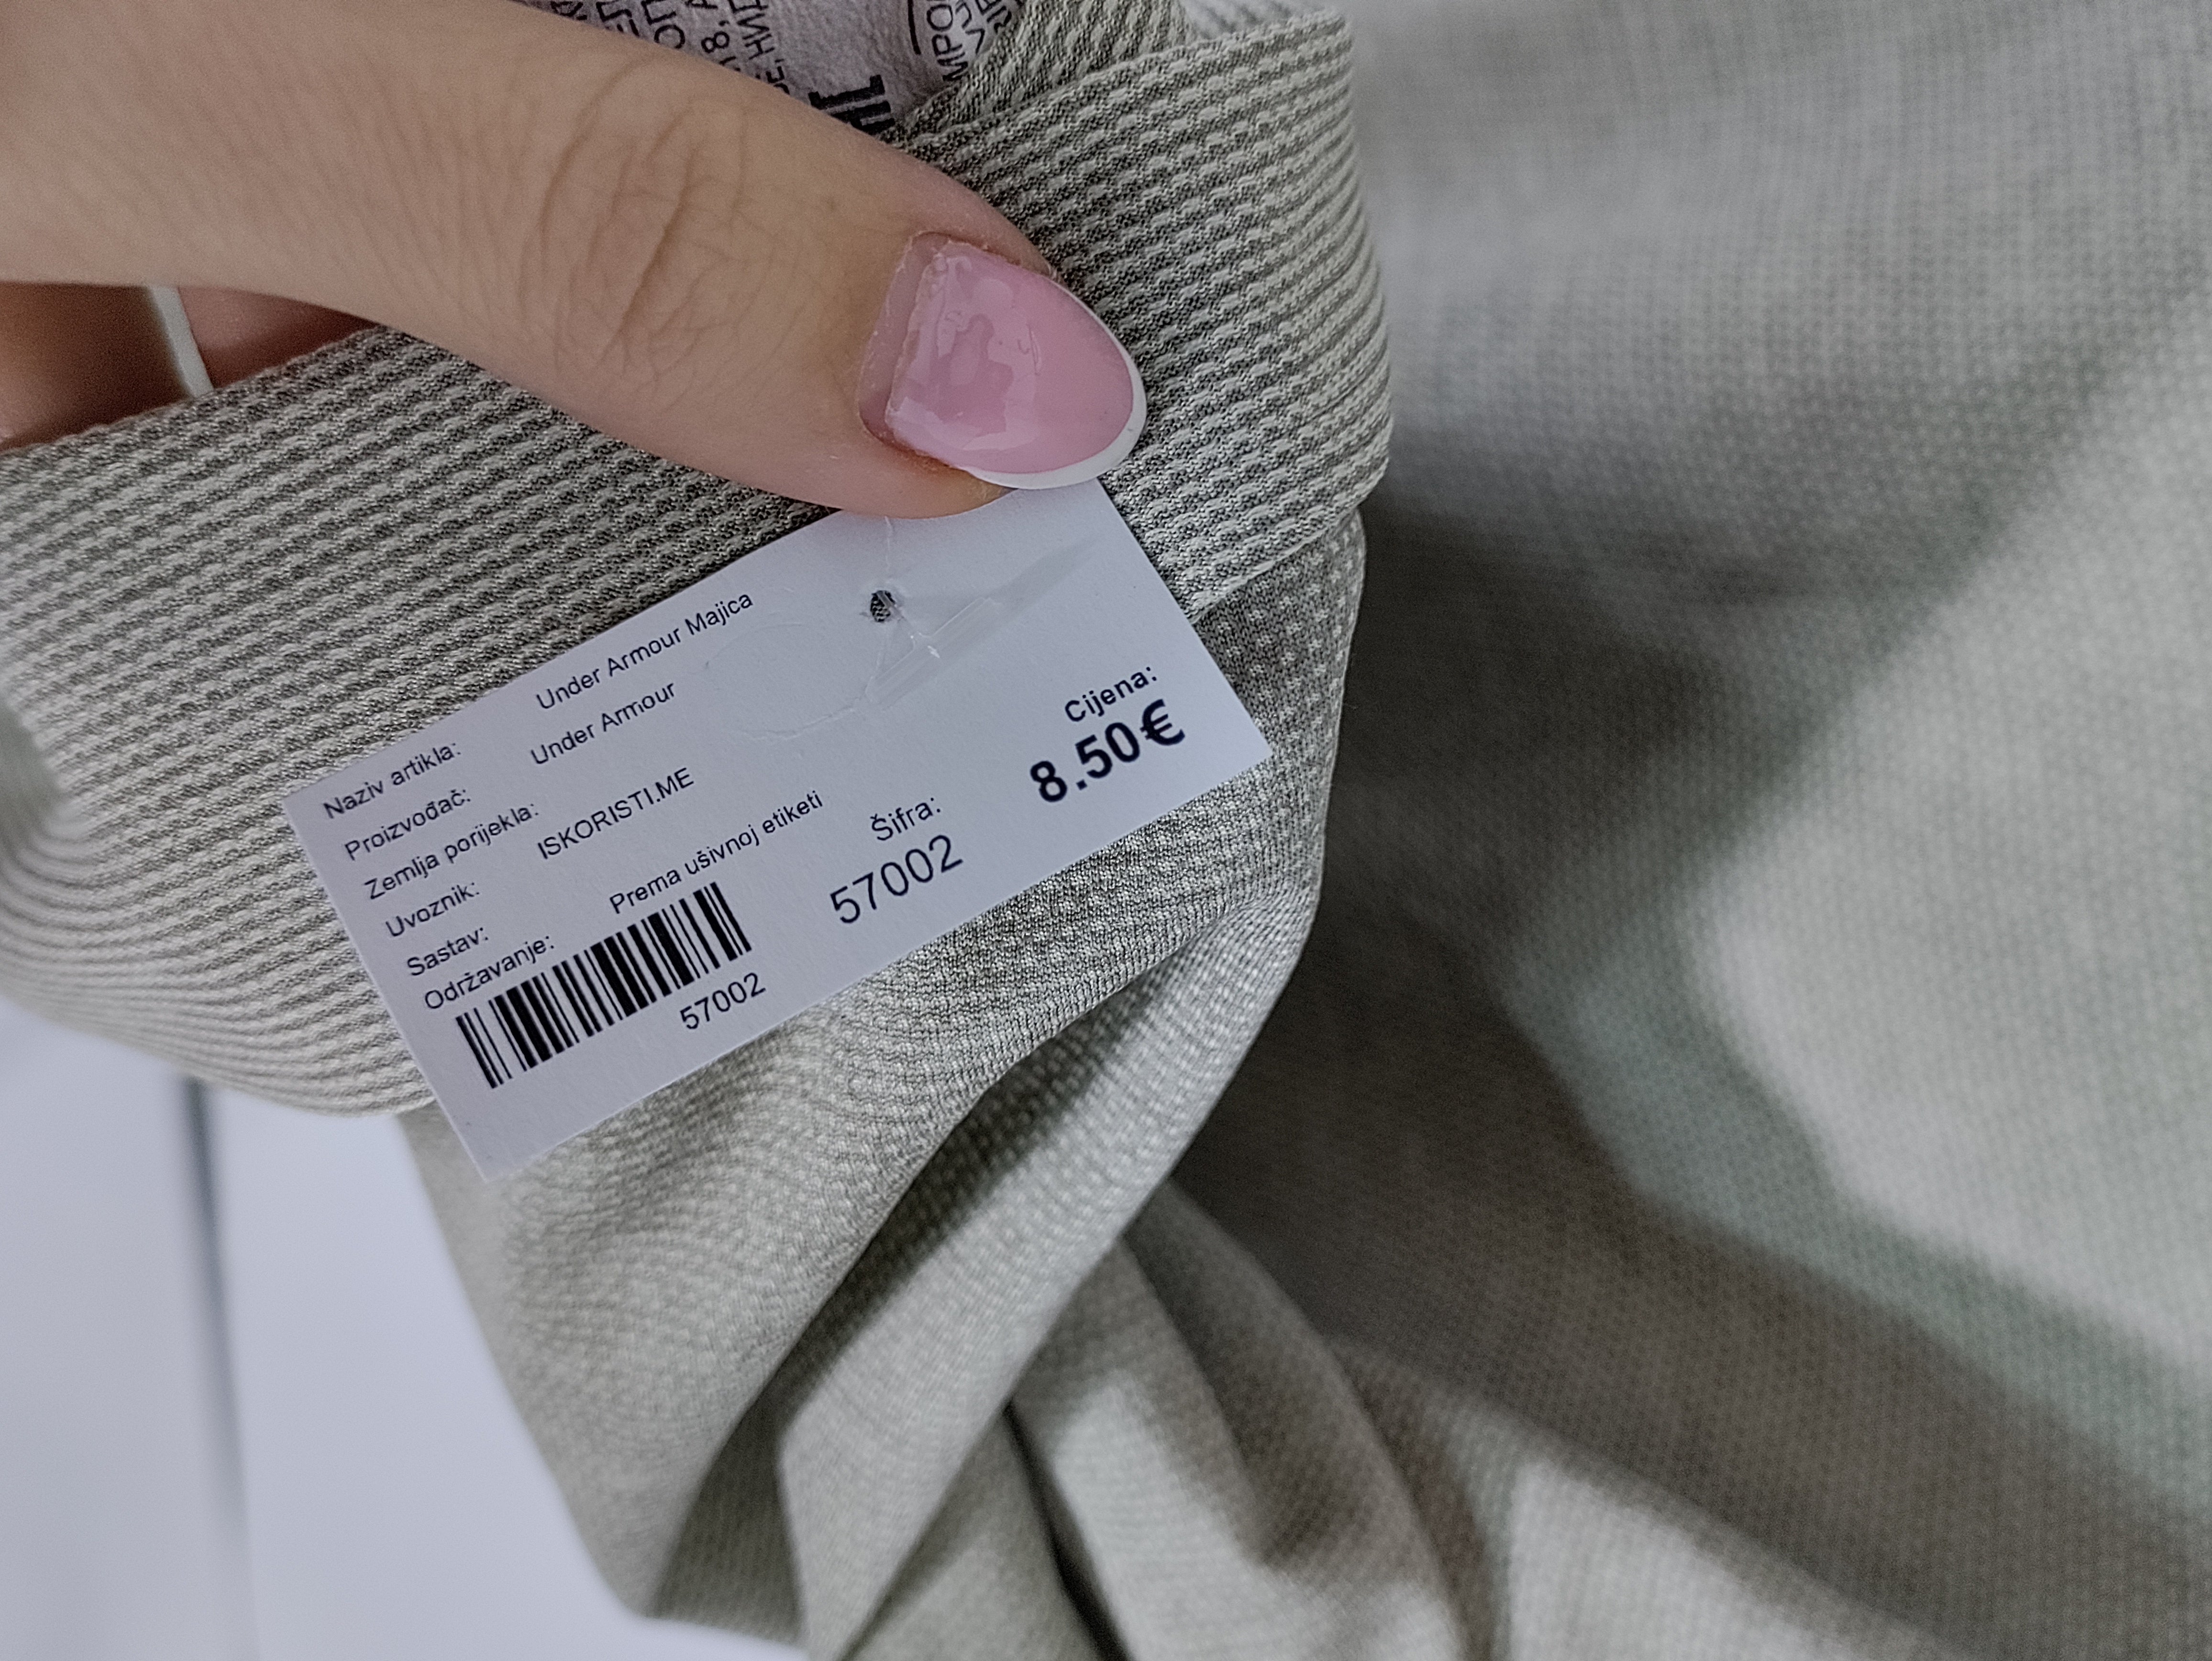 Naziv artikla: Under Armour Majica
Proizvođač: Under Armour
Zemlja porijekla:
Uvoznik: ISKORISTI.ME
Sastav:
Održavanje: Prema ušivnoj etiketi
57002
Šifra:
57002
Cijena:
8.50€